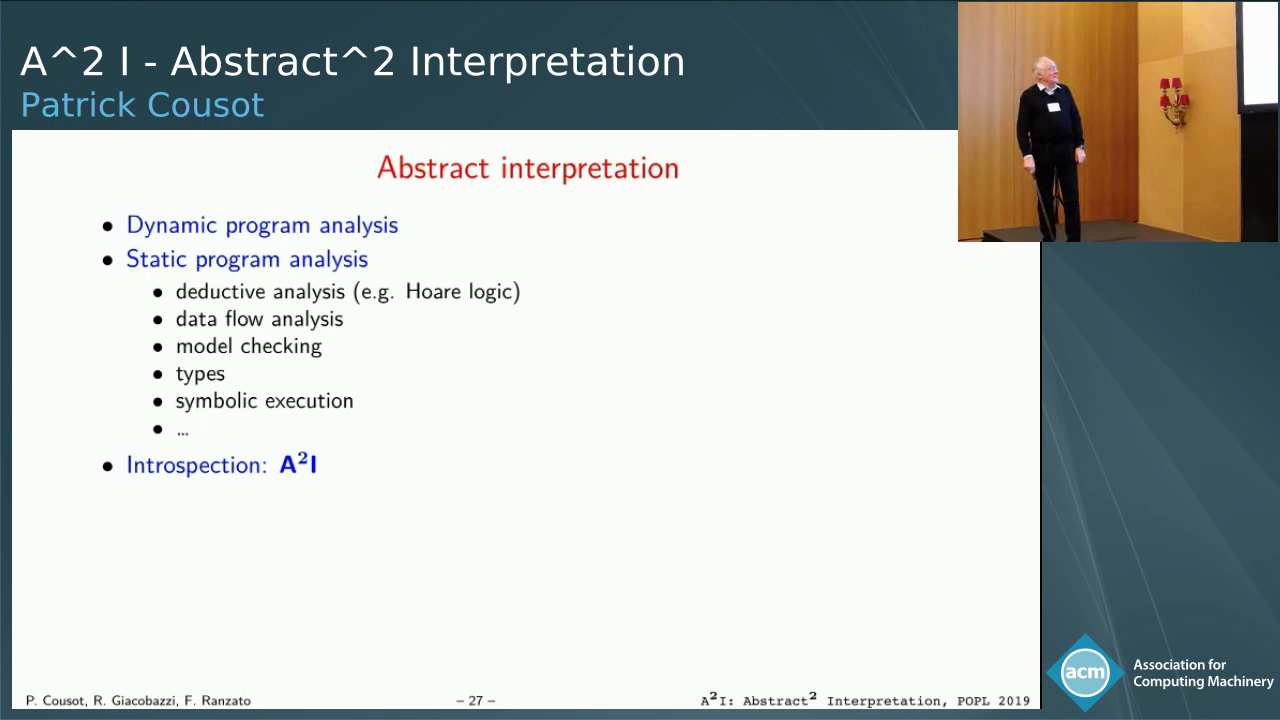 A^2 I - Abstract^2 Interpretation
Patrick Cousot
Abstract interpretation
• Dynamic program analysis
• Static program analysis
• deductive analysis (e.g. Hoare logic)
• data flow analysis
• model checking
• types
• symbolic execution
• …
• Introspection: A²I
P. Cousot, R. Giacobazzi, F. Ranzato – 27 – A²I: Abstract² Interpretation, POPL 2019
acm
Association for
Computing Machinery